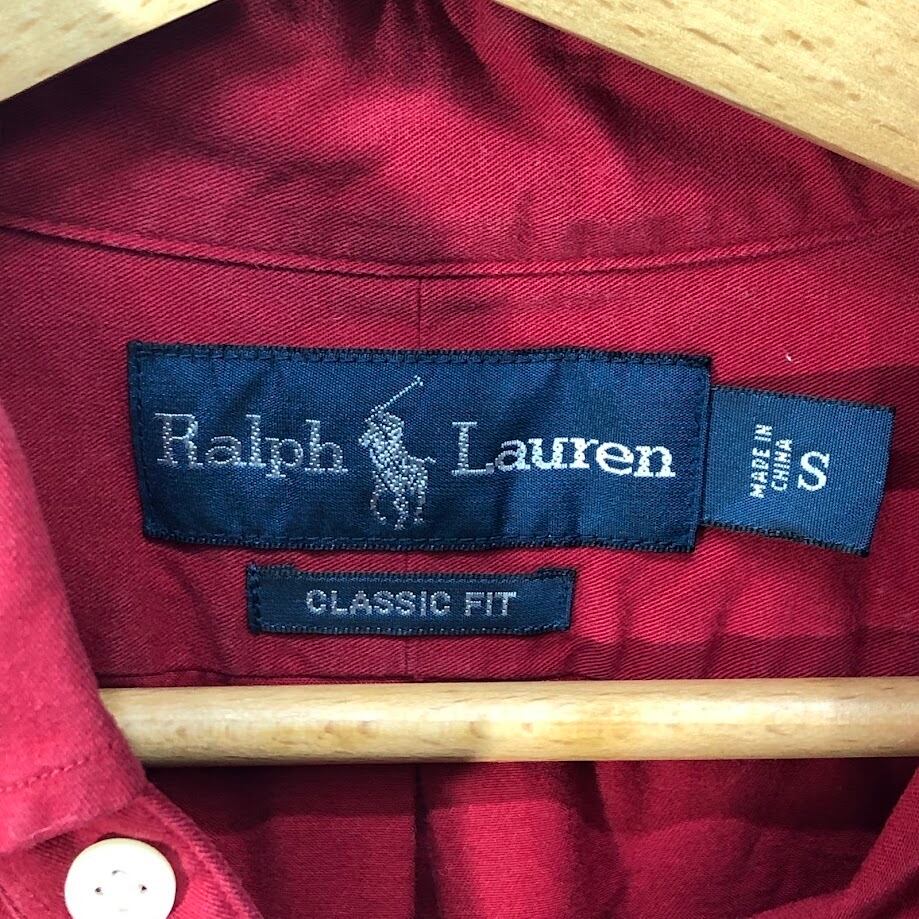 Ralph Lauren
MADE IN
CHINA
S
CLASSIC FIT